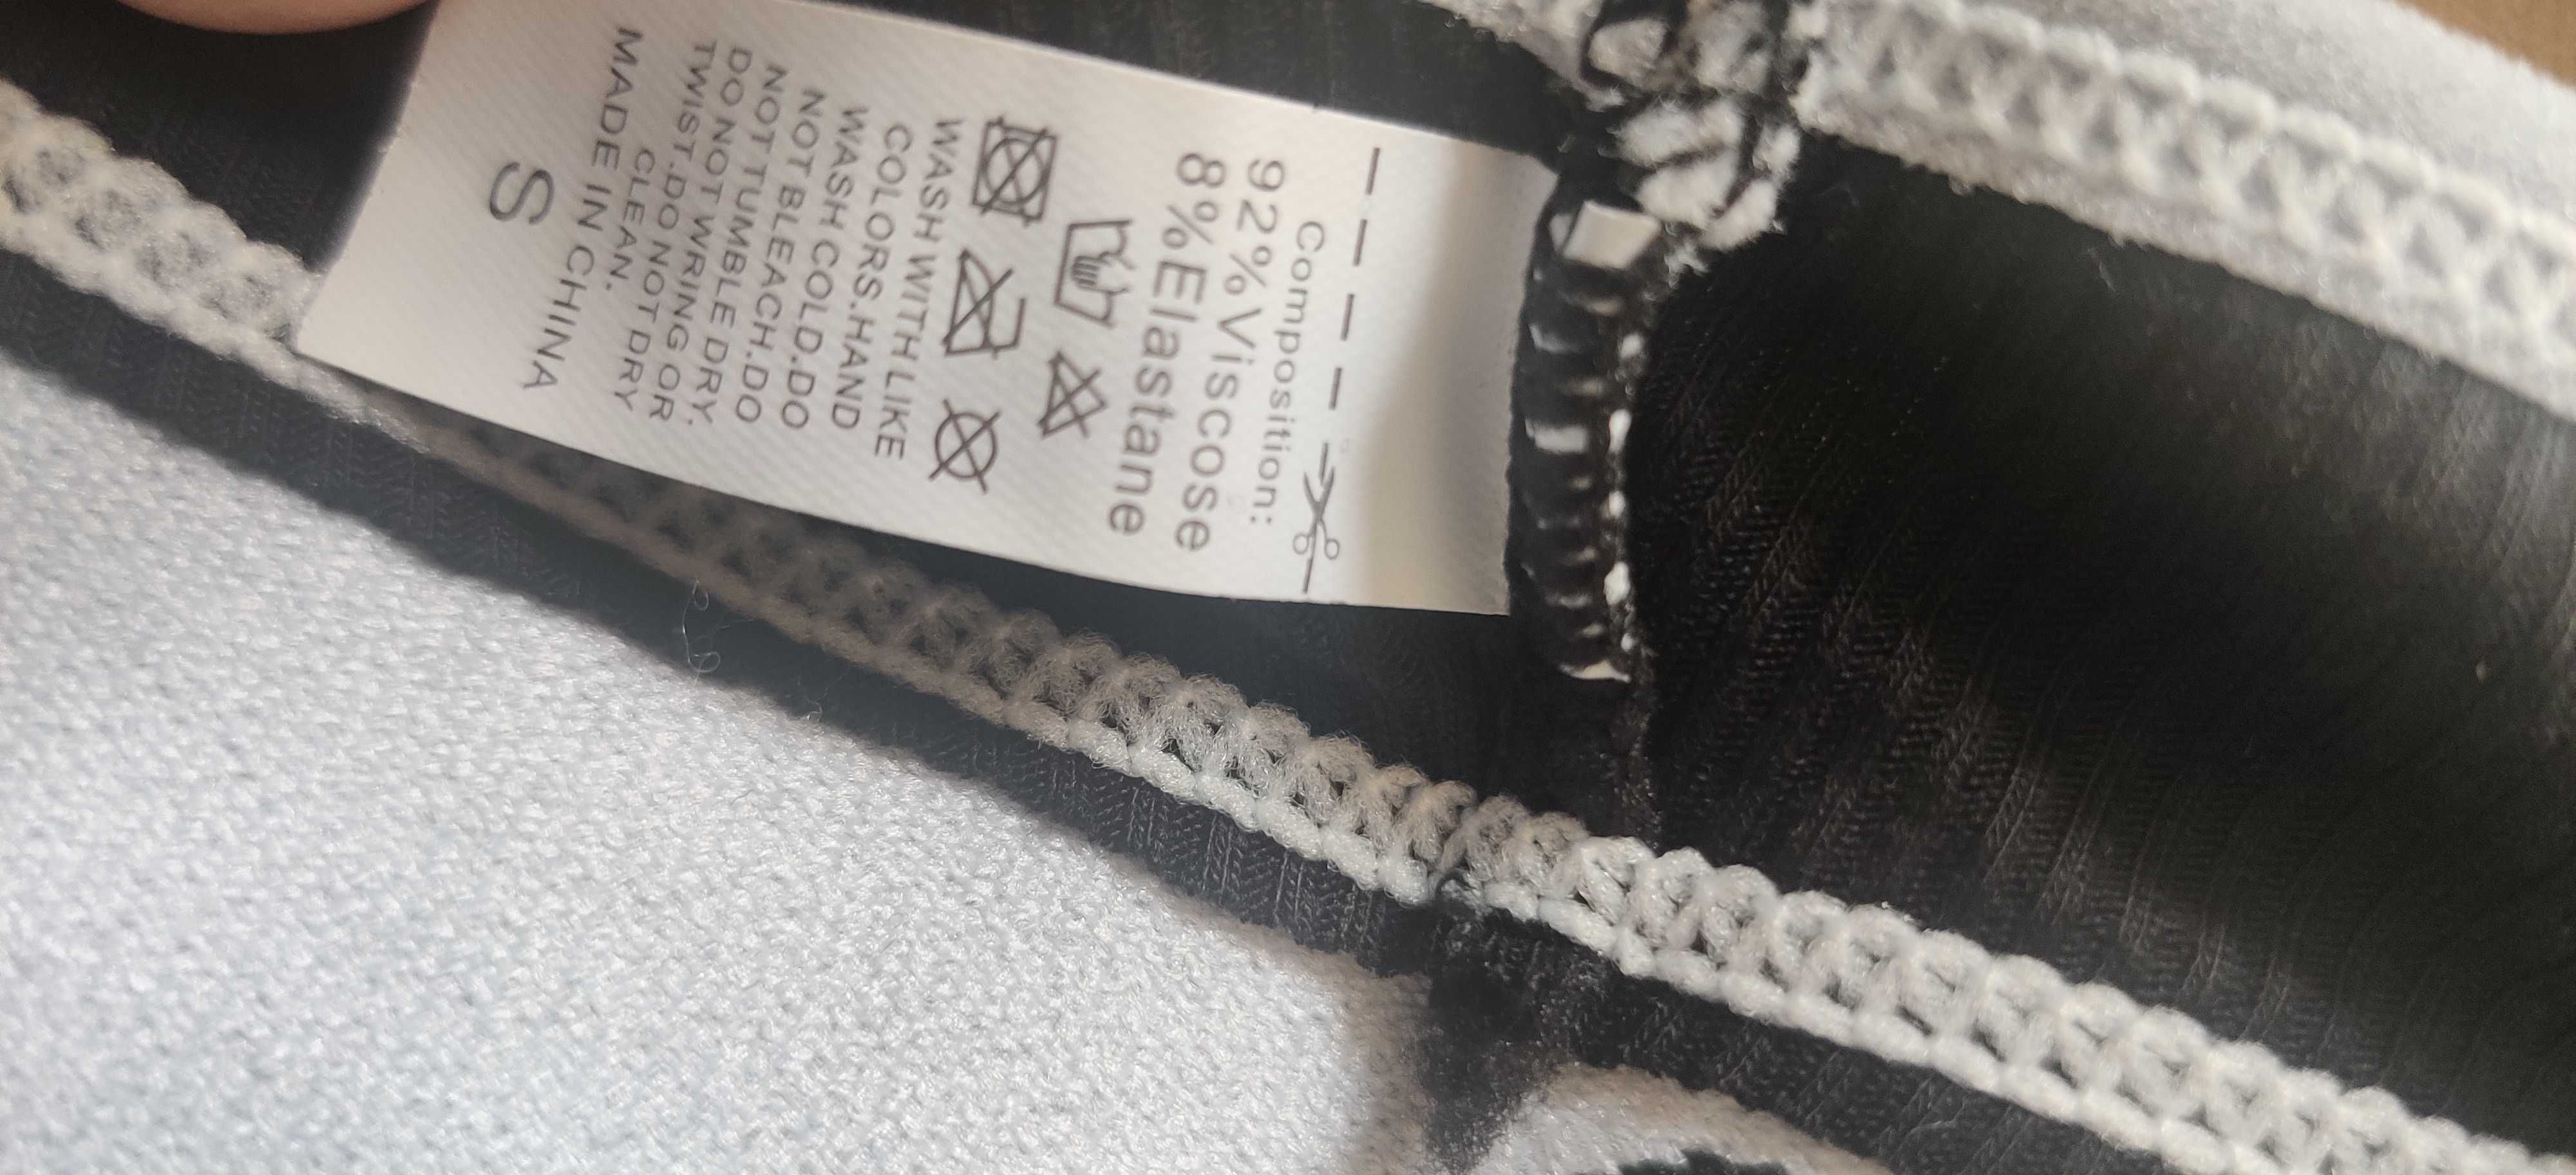 Composition:
92%Viscose
8%Elastane
WASH WITH LIKE
COLORS.HAND
WASH COLD.DO
NOT BLEACH.DO
NOT TUMBLE DRY.
DO NOT WRING OR
TWIST.DO NOT DRY
CLEAN.
MADE IN CHINA
S